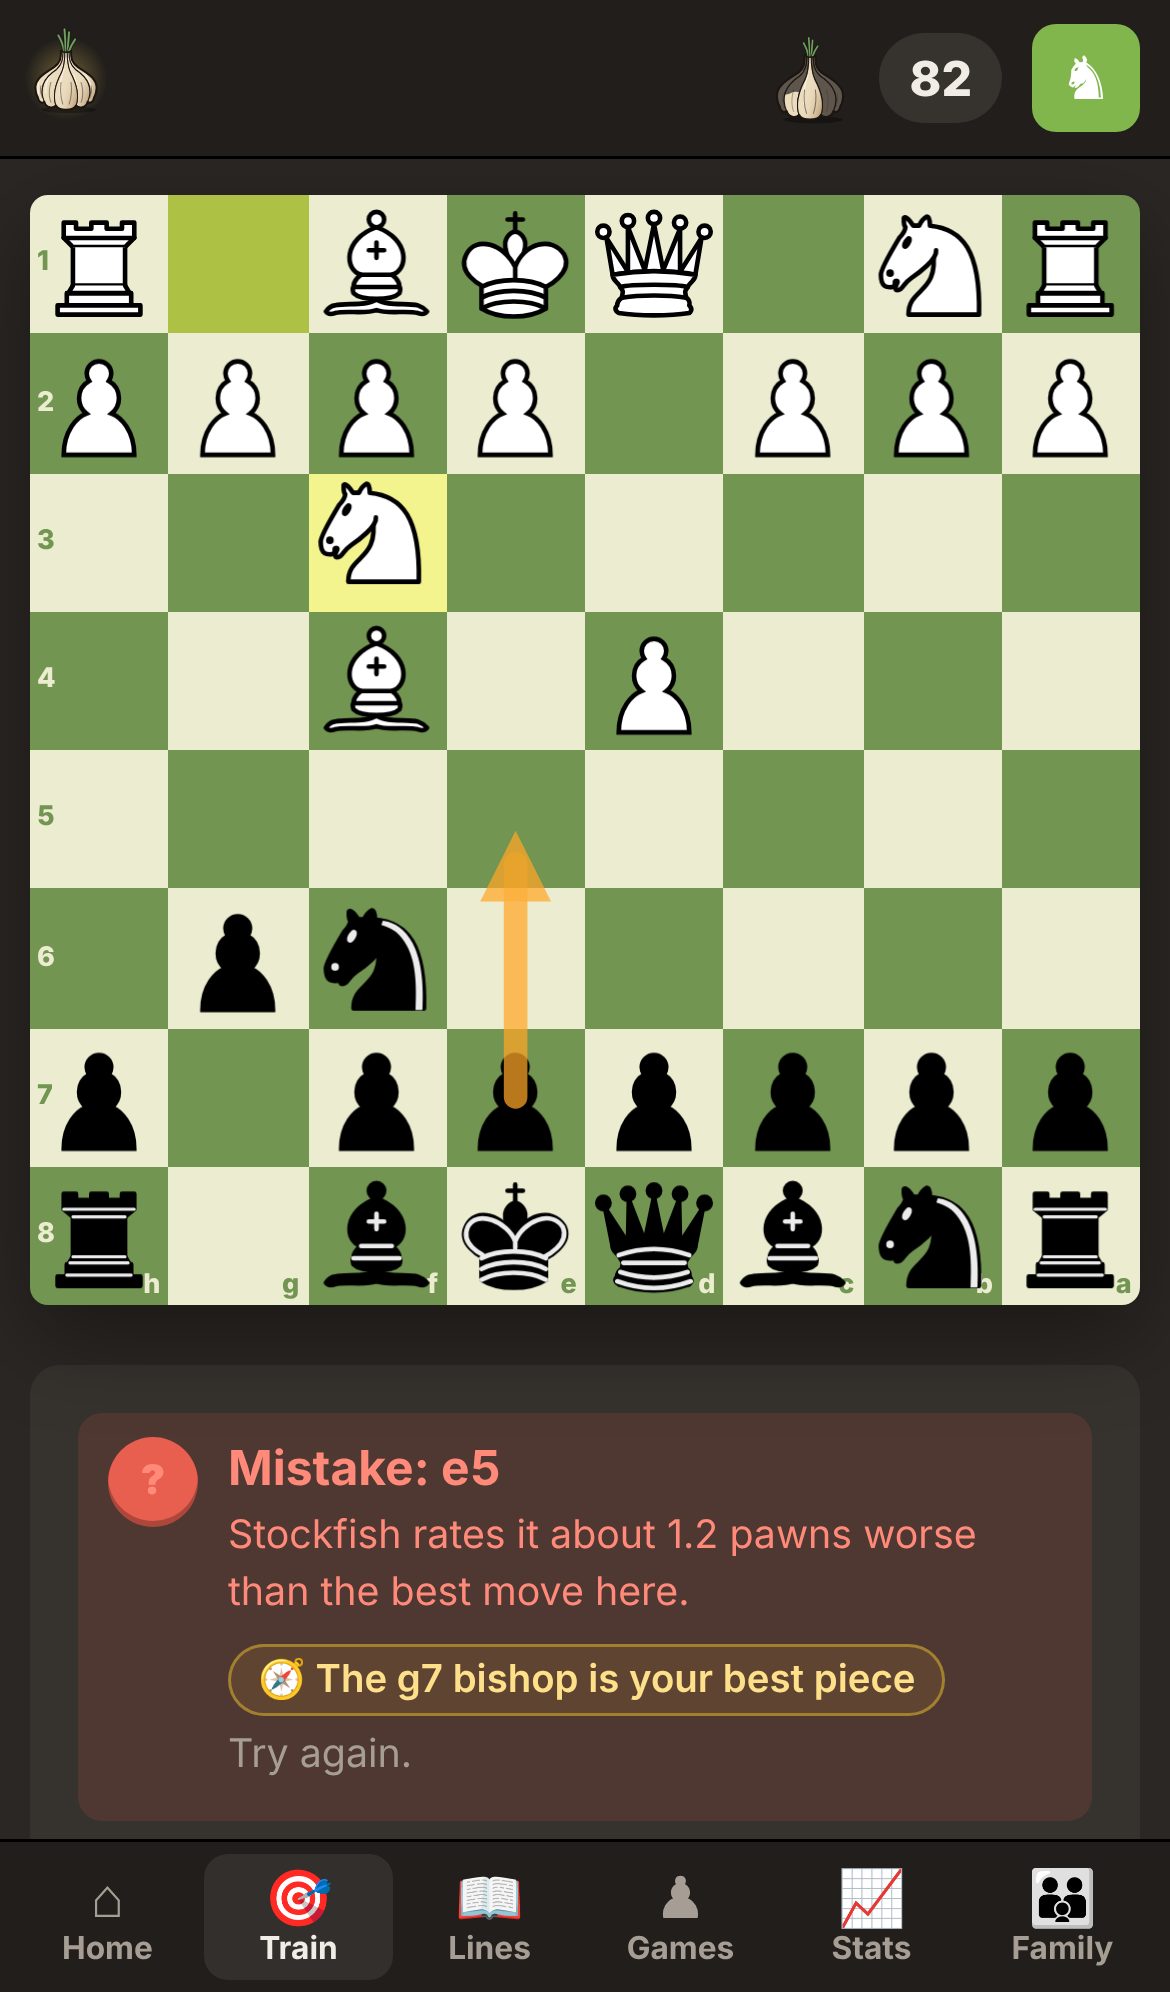 82
1
2
3
4
5
6
7
8
h g f e d c b a
?
Mistake: e5
Stockfish rates it about 1.2 pawns worse
than the best move here.
The g7 bishop is your best piece
Try again.
Home Train Lines Games Stats Family